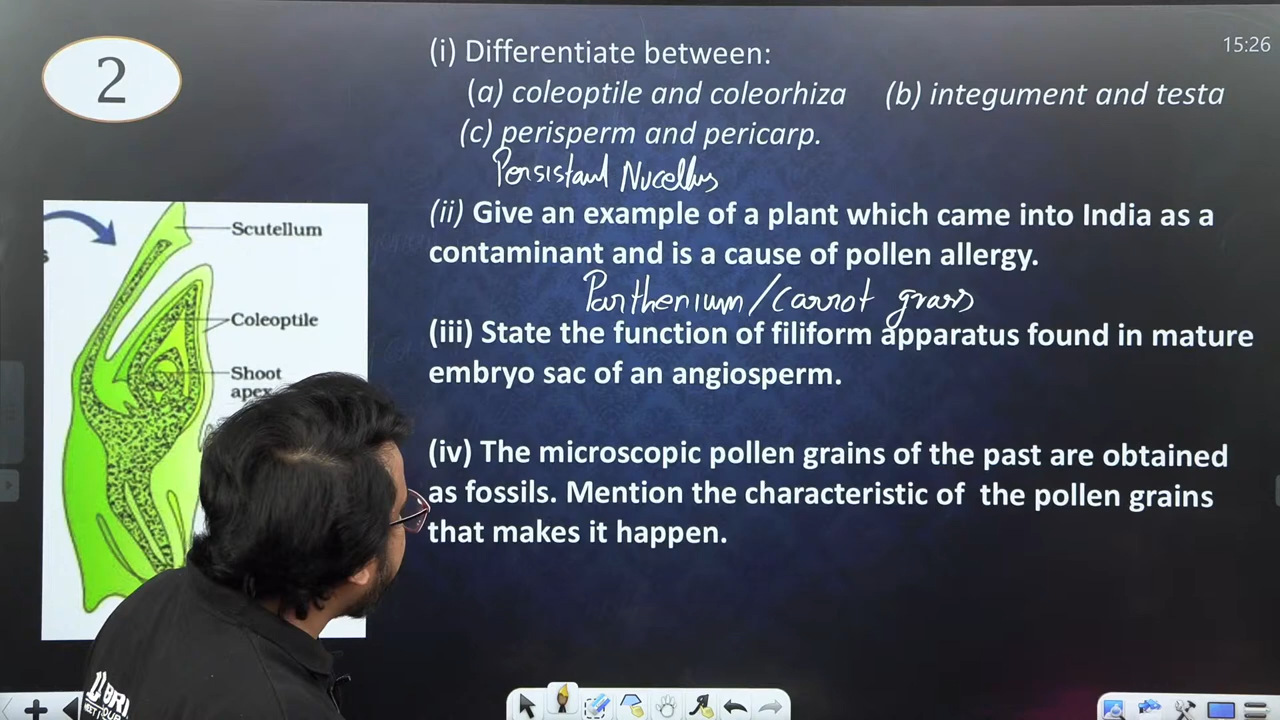 2
(i) Differentiate between:
15:26
(a) coleoptile and coleorhiza (b) integument and testa
(c) perisperm and pericarp.
Persistant Nucellus
(ii) Give an example of a plant which came into India as a
contaminant and is a cause of pollen allergy.
Parthenium/Carrot grass
(iii) State the function of filiform apparatus found in mature
embryo sac of an angiosperm.
(iv) The microscopic pollen grains of the past are obtained
as fossils. Mention the characteristic of the pollen grains
that makes it happen.
s
Scutellum
Coleoptile
Shoot
apex